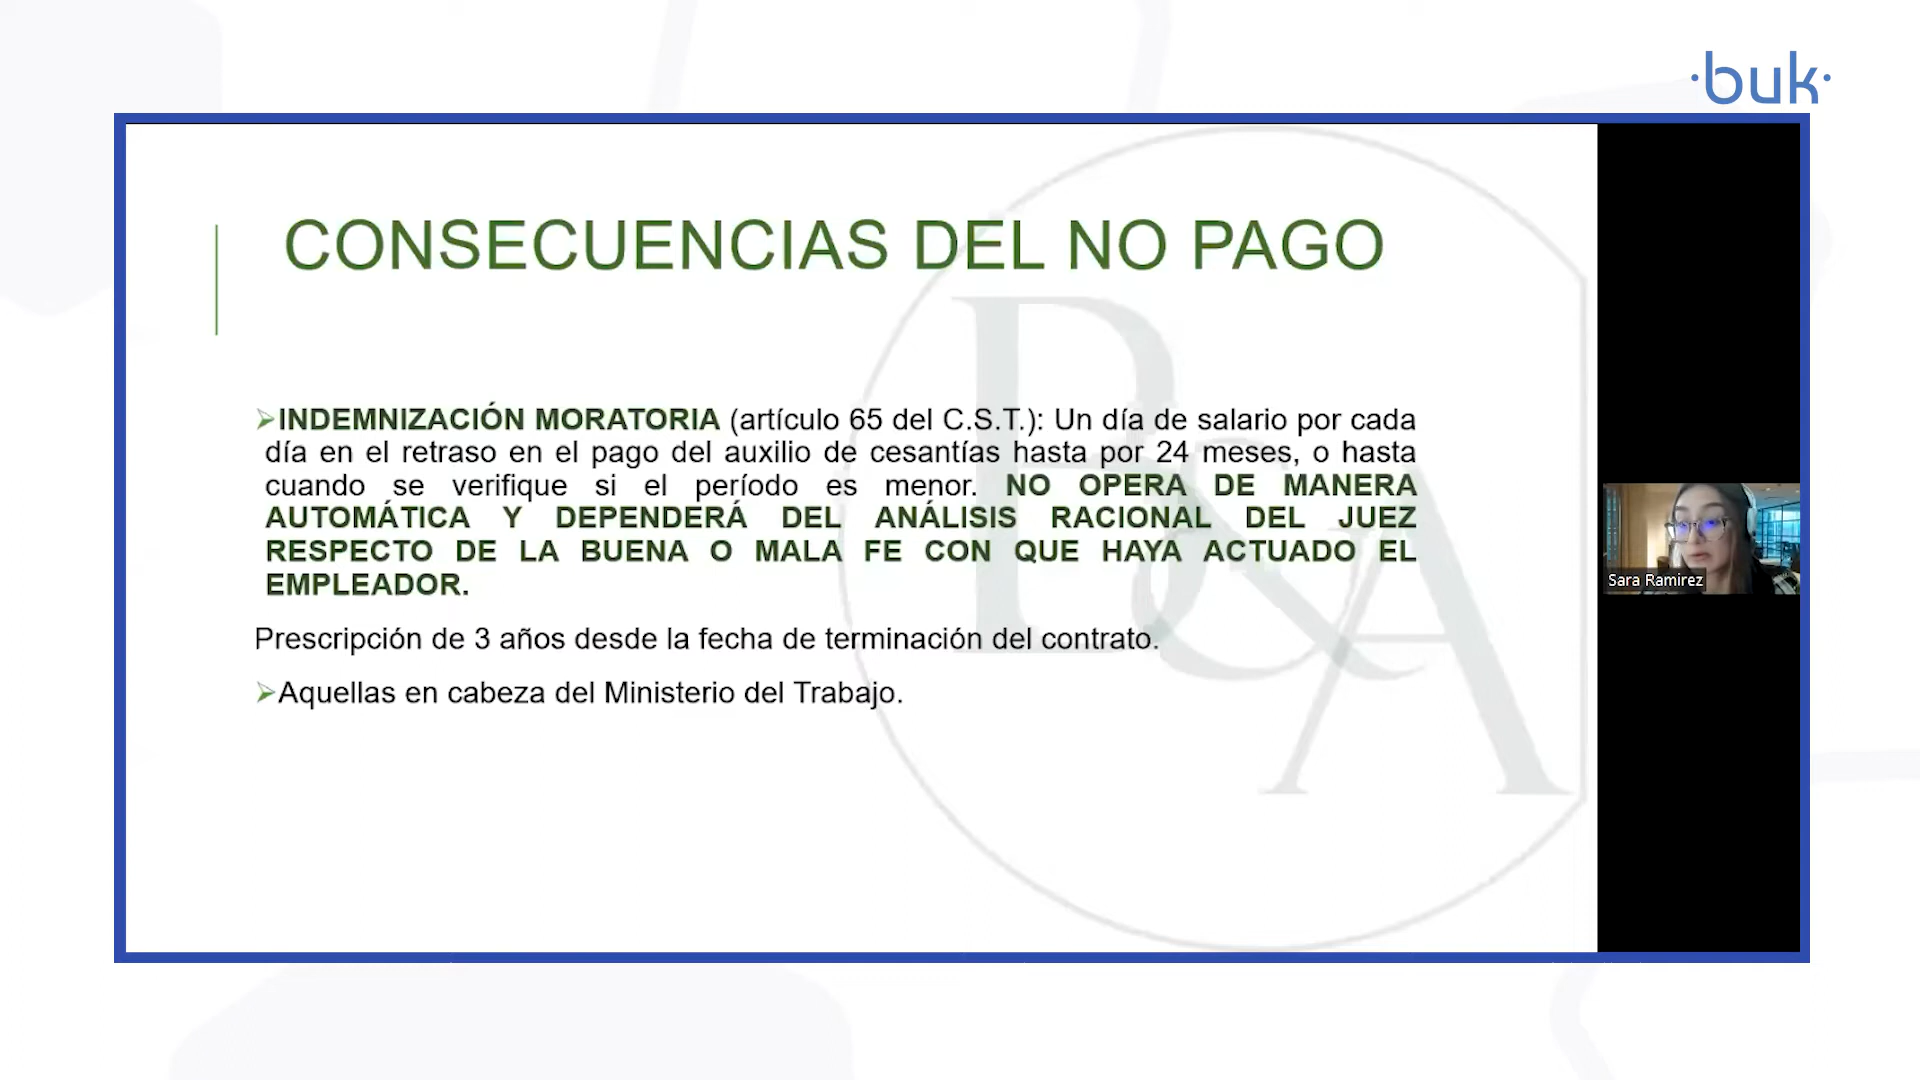 ·buk·
CONSECUENCIAS DEL NO PAGO
➢INDEMNIZACIÓN MORATORIA (artículo 65 del C.S.T.): Un día de salario por cada
día en el retraso en el pago del auxilio de cesantías hasta por 24 meses, o hasta
cuando se verifique si el período es menor. NO OPERA DE MANERA
AUTOMÁTICA Y DEPENDERÁ DEL ANÁLISIS RACIONAL DEL JUEZ
RESPECTO DE LA BUENA O MALA FE CON QUE HAYA ACTUADO EL
EMPLEADOR.
Prescripción de 3 años desde la fecha de terminación del contrato.
➢Aquellas en cabeza del Ministerio del Trabajo.
B&A
Sara Ramirez